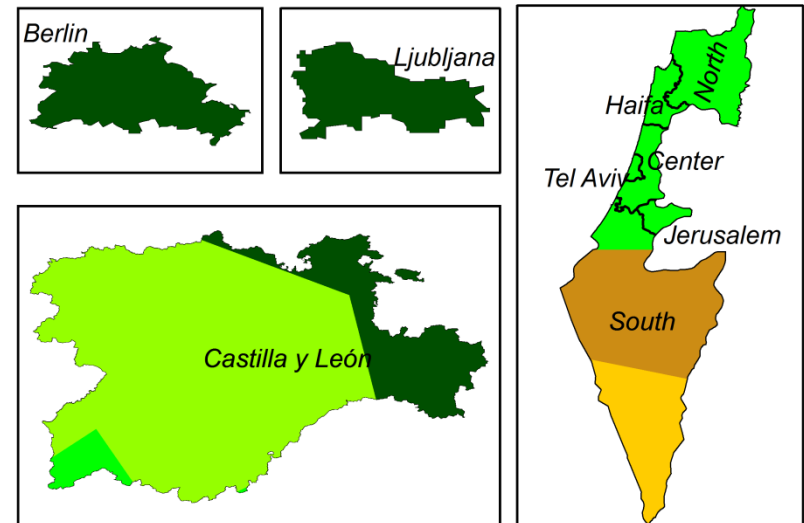 Berlin
Ljubljana
Castilla y León
North
Haifa
Center
Tel Aviv
Jerusalem
South